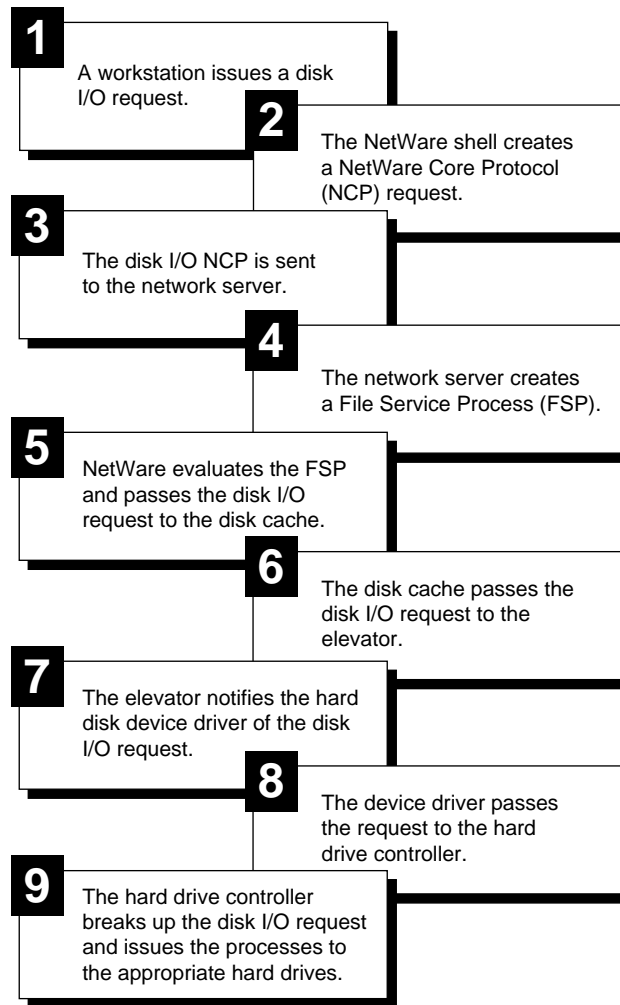 1
A workstation issues a disk
I/O request.
2
The NetWare shell creates
a NetWare Core Protocol
(NCP) request.
3
The disk I/O NCP is sent
to the network server.
4
The network server creates
a File Service Process (FSP).
5
NetWare evaluates the FSP
and passes the disk I/O
request to the disk cache.
6
The disk cache passes the
disk I/O request to the
elevator.
7
The elevator notifies the hard
disk device driver of the disk
I/O request.
8
The device driver passes
the request to the hard
drive controller.
9
The hard drive controller
breaks up the disk I/O request
and issues the processes to
the appropriate hard drives.